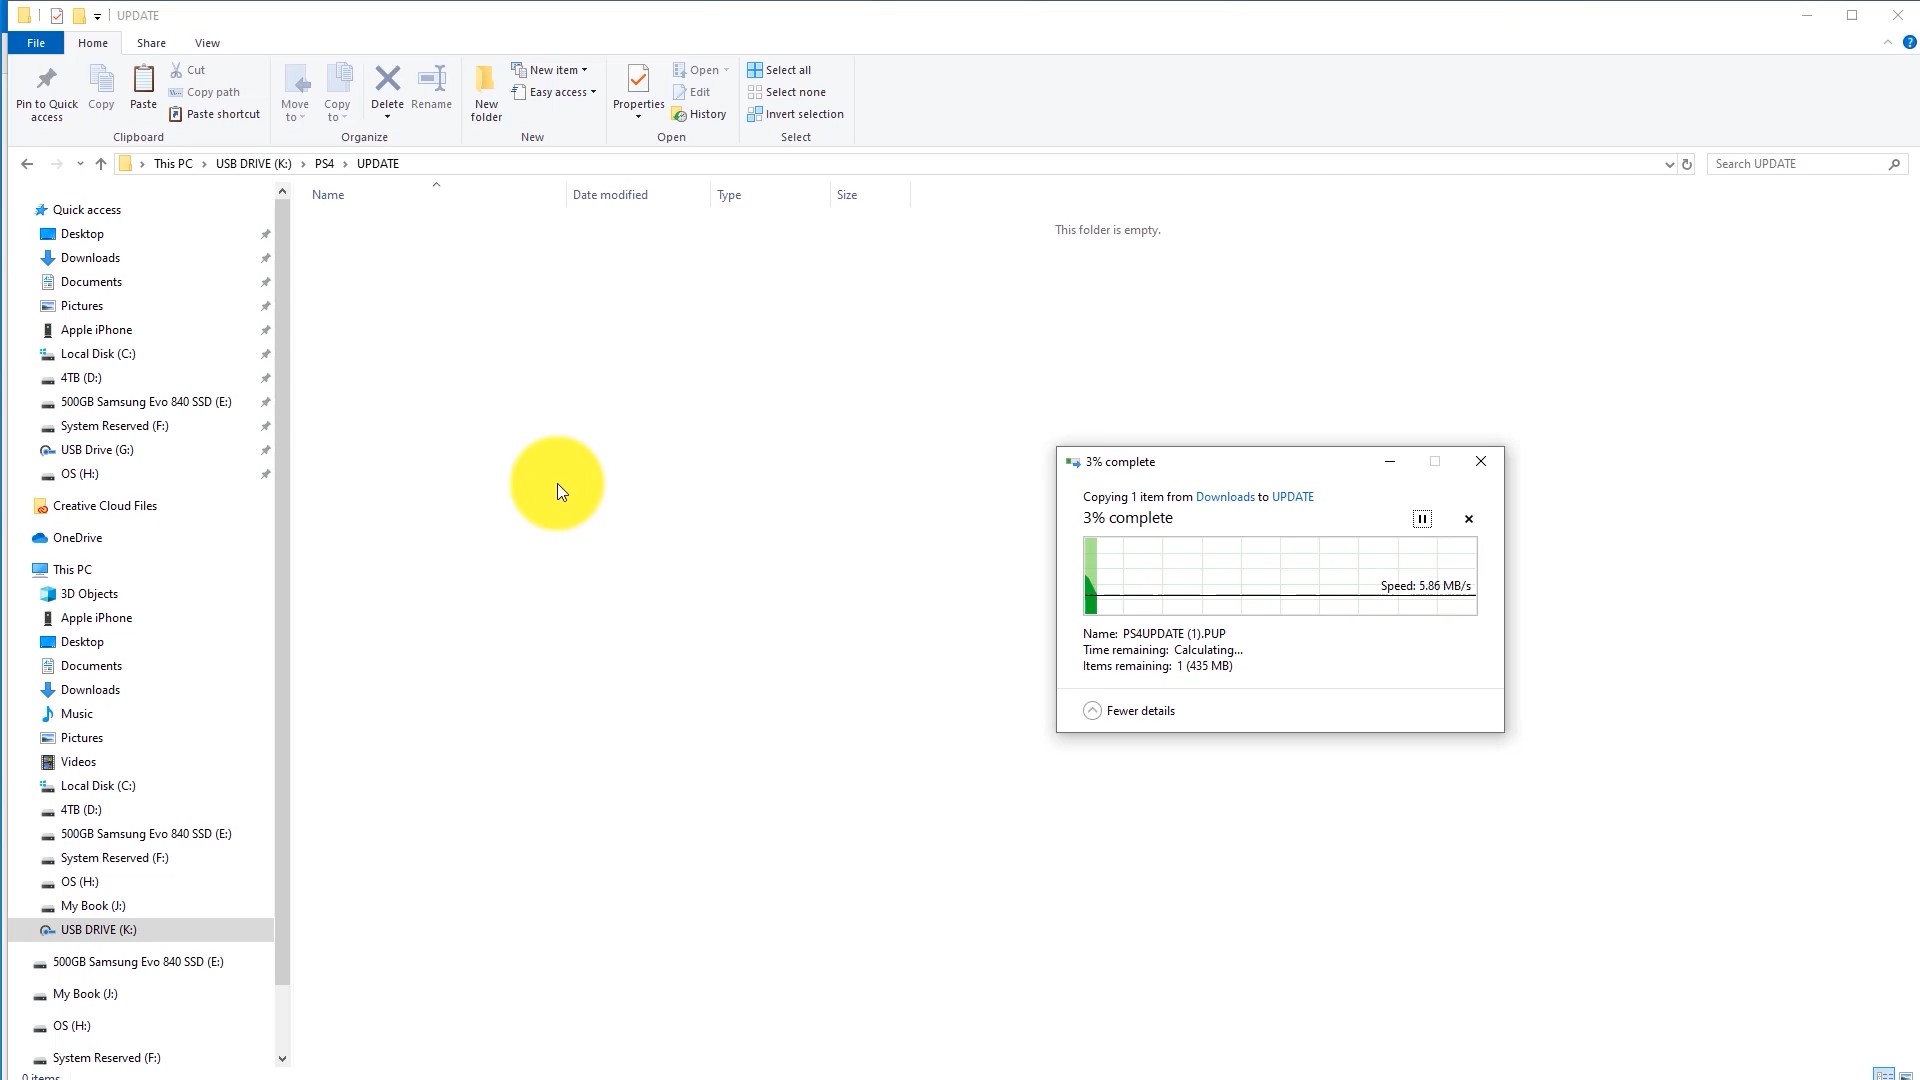 UPDATE
File Home Share View
Pin to Quick access
Copy
Paste
Cut
Copy path
Paste shortcut
Clipboard
Move to
Copy to
Delete
Rename
Organize
New folder
New item
Easy access
New
Properties
Open
Edit
History
Open
Select all
Select none
Invert selection
Select
This PC › USB DRIVE (K:) › PS4 › UPDATE
Search UPDATE
Name Date modified Type Size
This folder is empty.
Quick access
Desktop
Downloads
Documents
Pictures
Apple iPhone
Local Disk (C:)
4TB (D:)
500GB Samsung Evo 840 SSD (E:)
System Reserved (F:)
USB Drive (G:)
OS (H:)
Creative Cloud Files
OneDrive
This PC
3D Objects
Apple iPhone
Desktop
Documents
Downloads
Music
Pictures
Videos
Local Disk (C:)
4TB (D:)
500GB Samsung Evo 840 SSD (E:)
System Reserved (F:)
OS (H:)
My Book (J:)
USB DRIVE (K:)
500GB Samsung Evo 840 SSD (E:)
My Book (J:)
OS (H:)
System Reserved (F:)
0 items
3% complete
Copying 1 item from Downloads to UPDATE
3% complete
Speed: 5.86 MB/s
Name: PS4UPDATE (1).PUP
Time remaining: Calculating...
Items remaining: 1 (435 MB)
Fewer details